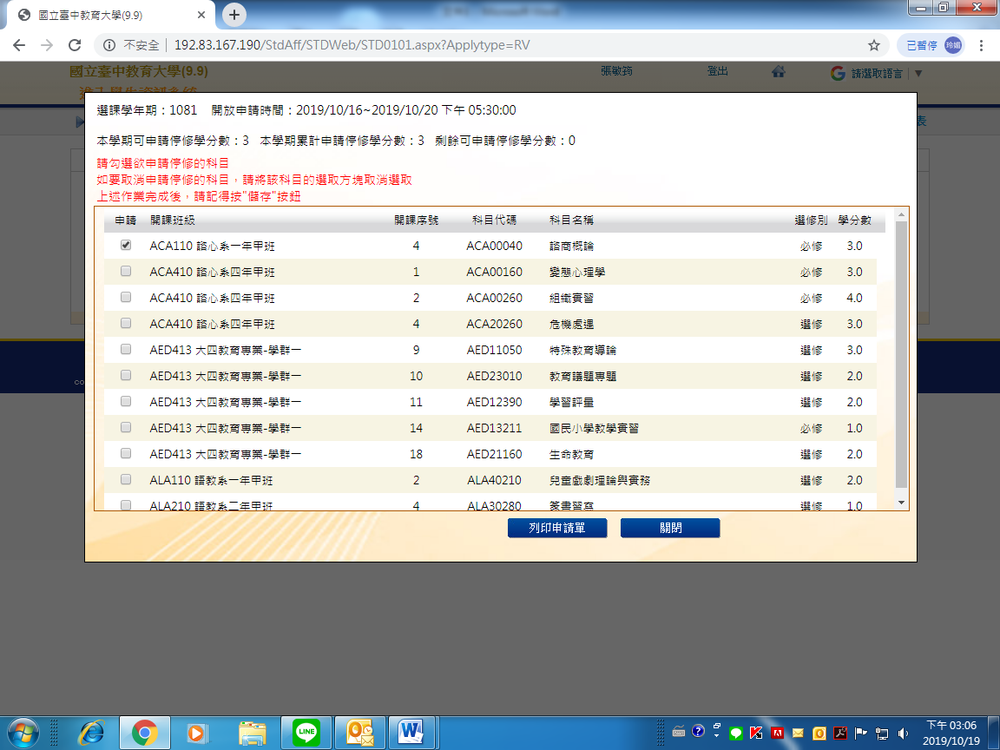 國立臺中教育大學(9.9)
不安全 192.83.167.190/StdAff/STDWeb/STD0101.aspx?Applytype=RV 已暫停
國立臺中教育大學(9.9) 張敏筠 登出 請選取語言
選課學年期：1081 開放申請時間：2019/10/16~2019/10/20 下午 05:30:00
本學期可申請停修學分數：3 本學期累計申請停修學分數：3 剩餘可申請停修學分數：0
請勾選欲申請停修的科目
如要取消申請停修的科目，請將該科目的選取方塊取消選取
上述作業完成後，請記得按"儲存"按鈕
申請 開課班級 開課序號 科目代碼 科目名稱 選修別 學分數
ACA110 諮心系一年甲班 4 ACA00040 諮商概論 必修 3.0
ACA410 諮心系四年甲班 1 ACA00160 變態心理學 必修 3.0
ACA410 諮心系四年甲班 2 ACA00260 組織實習 必修 4.0
ACA410 諮心系四年甲班 4 ACA20260 危機處遇 選修 3.0
AED413 大四教育專業-學群一 9 AED11050 特殊教育導論 選修 3.0
AED413 大四教育專業-學群一 10 AED23010 教育議題專題 選修 2.0
AED413 大四教育專業-學群一 11 AED12390 學習評量 選修 2.0
AED413 大四教育專業-學群一 14 AED13211 國民小學教學實習 必修 1.0
AED413 大四教育專業-學群一 18 AED21160 生命教育 選修 2.0
ALA110 語教系一年甲班 2 ALA40210 兒童戲劇理論與實務 選修 2.0
ALA210 語教系二年甲班 4 ALA30280 篆書習寫 選修 1.0
列印申請單 關閉
LINE
下午 03:06
2019/10/19